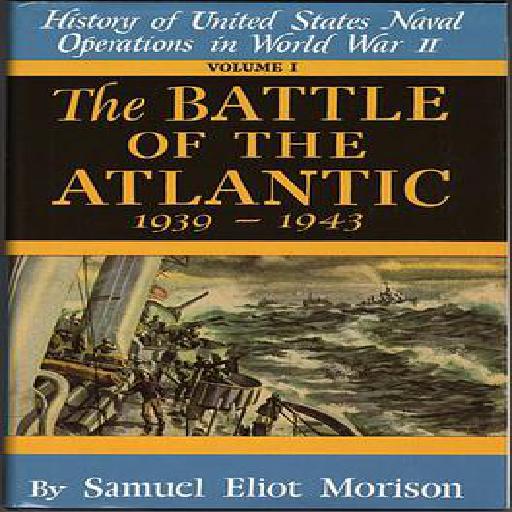 History of United States Naval
Operations in World War II
VOLUME I
The BATTLE
OF THE
ATLANTIC
1939 – 1943
By Samuel Eliot Morison